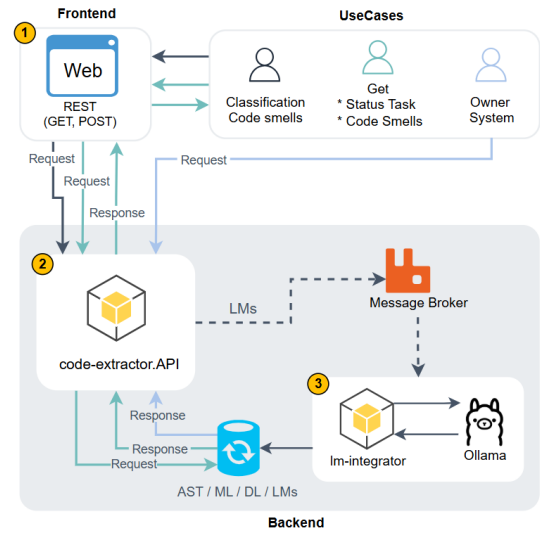 Frontend
UseCases
1
Web
REST
(GET, POST)
Classification
Code smells
Get
* Status Task
* Code Smells
Owner
System
Request
Request
Response
Request
2
code-extractor.API
LMs
Message Broker
3
lm-integrator
Ollama
Response
Response
Request
AST / ML / DL / LMs
Backend